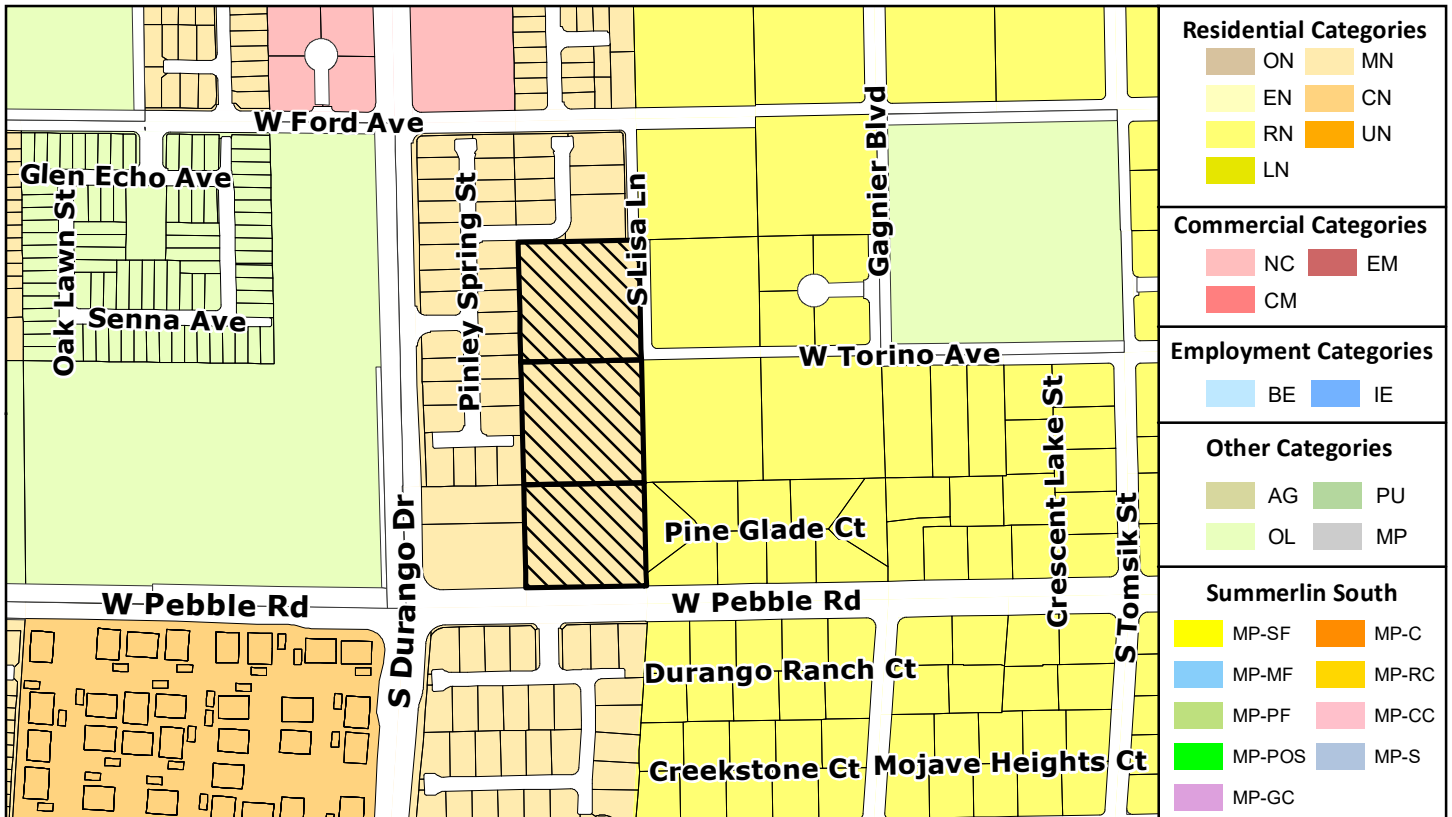 W Ford Ave
Glen Echo Ave
Oak Lawn St
Senna Ave
Pinley Spring St
S Lisa Ln
Gagnier Blvd
W Torino Ave
Crescent Lake St
Pine Glade Ct
S Durango Dr
S Tomsik St
W Pebble Rd
W Pebble Rd
Durango Ranch Ct
Creekstone Ct
Mojave Heights Ct
Residential Categories
ON MN
EN CN
RN UN
LN
Commercial Categories
NC EM
CM
Employment Categories
BE IE
Other Categories
AG PU
OL MP
Summerlin South
MP-SF MP-C
MP-MF MP-RC
MP-PF MP-CC
MP-POS MP-S
MP-GC